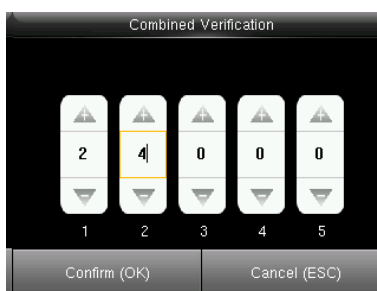 Combined Verification
+ + + + +
2 4 0 0 0
− − − − −
1 2 3 4 5
Confirm (OK) Cancel (ESC)